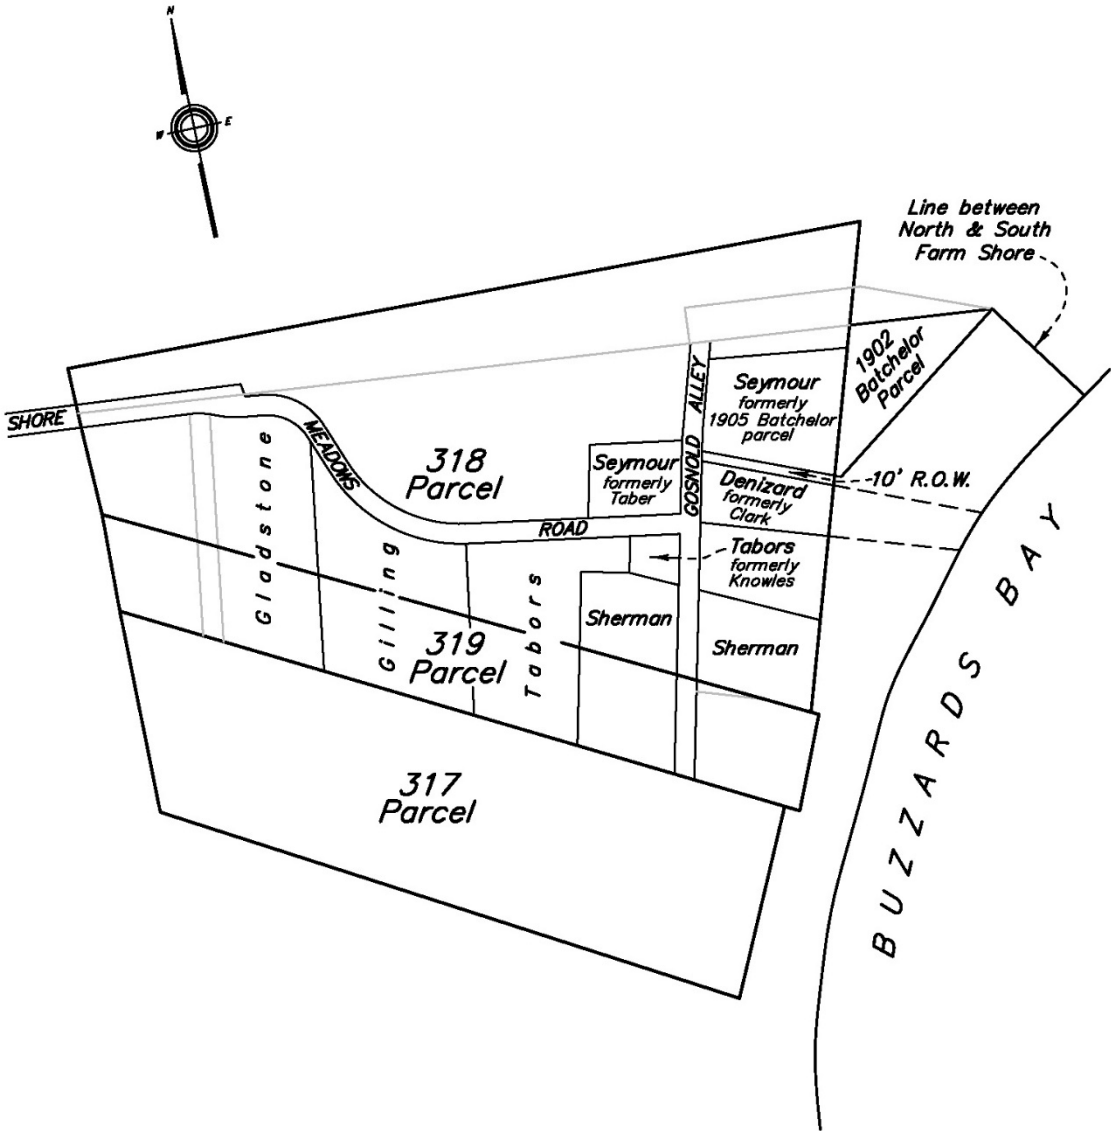 N
W
E
Line between
North & South
Farm Shore
1902
Batchelor
Parcel
SHORE
MEADOWS
ROAD
GOSNOLD ALLEY
Seymour
formerly
1905 Batchelor
parcel
318
Parcel
Seymour
formerly
Taber
10' R.O.W.
Denizard
formerly
Clark
Tabors
formerly
Knowles
Gladstone
Gilling
Tabors
Sherman
Sherman
319
Parcel
317
Parcel
BUZZARDS BAY